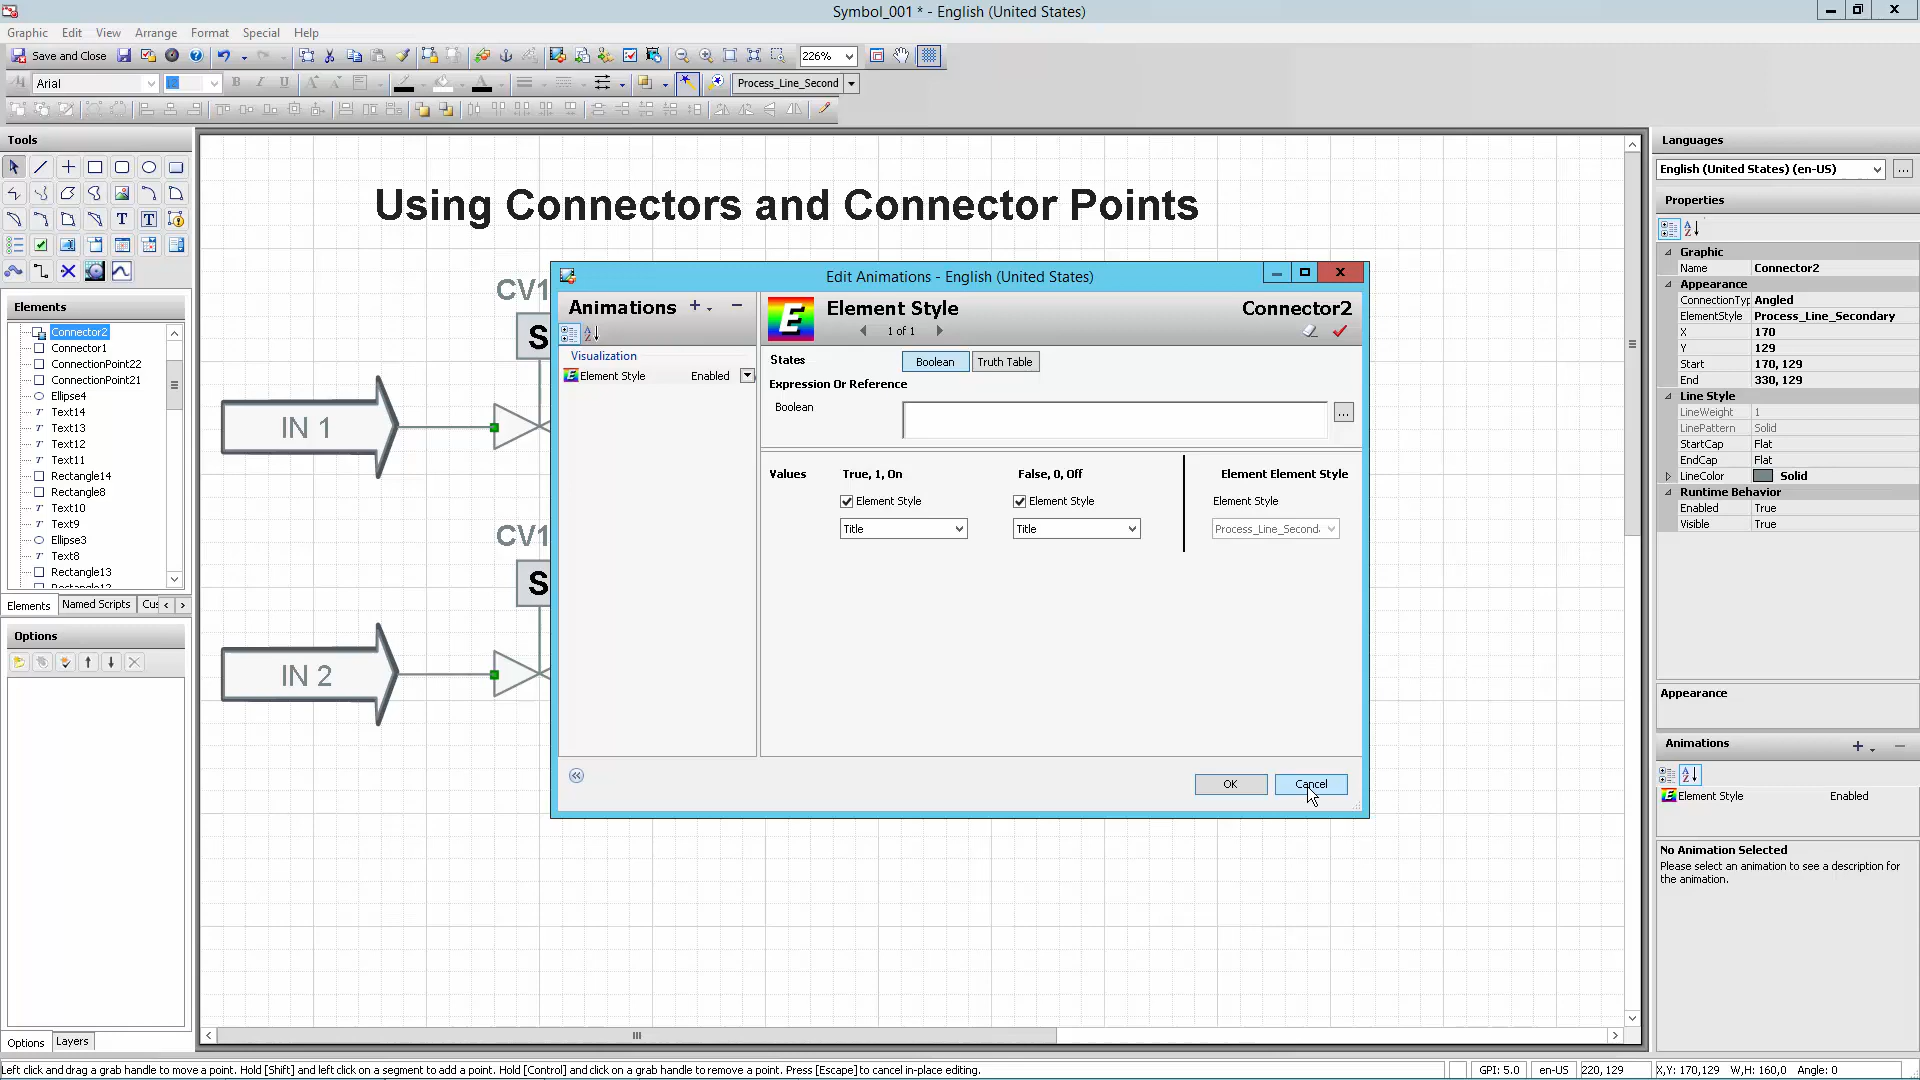 Symbol_001 * - English (United States)
Graphic Edit View Arrange Format Special Help
Save and Close
226%
Arial
Process_Line_Second
Tools
Elements
Connector2
Connector1
ConnectionPoint22
ConnectionPoint21
Ellipse4
Text14
Text13
Text12
Text11
Rectangle14
Rectangle8
Text10
Text9
Ellipse3
Text8
Rectangle13
Elements Named Scripts Cus
Options
Options Layers
Using Connectors and Connector Points
CV1
S
IN 1
CV1
S
IN 2
Edit Animations - English (United States)
Animations
Visualization
Element Style Enabled
Element Style
Connector2
1 of 1
States Boolean Truth Table
Expression Or Reference
Boolean
...
Values True, 1, On False, 0, Off Element Element Style
Element Style Element Style Element Style
Title Title Process_Line_Second
OK Cancel
Languages
English (United States) (en-US) ...
Properties
Graphic
Name Connector2
Appearance
ConnectionTyp Angled
ElementStyle Process_Line_Secondary
X 170
Y 129
Start 170, 129
End 330, 129
Line Style
LineWeight 1
LinePattern Solid
StartCap Flat
EndCap Flat
LineColor Solid
Runtime Behavior
Enabled True
Visible True
Appearance
Animations
Element Style Enabled
No Animation Selected
Please select an animation to see a description for
the animation.
Left click and drag a grab handle to move a point. Hold [Shift] and left click on a segment to add a point. Hold [Control] and click on a grab handle to remove a point. Press [Escape] to cancel in-place editing.
GPI: 5.0 en-US 220, 129 X,Y: 170,129 W,H: 160,0 Angle: 0